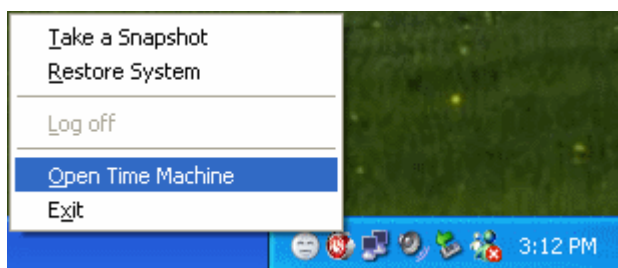 Take a Snapshot
Restore System
Log off
Open Time Machine
Exit
3:12 PM